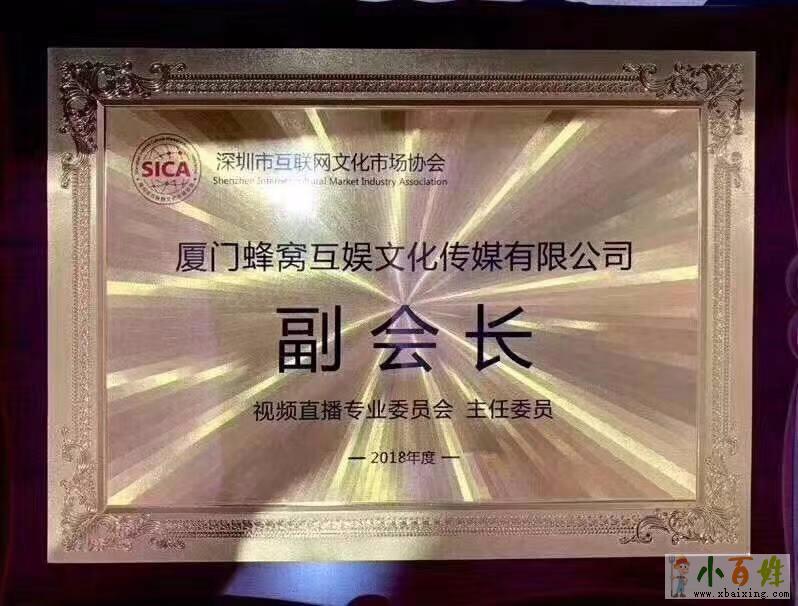 SICA
深圳市互联网文化市场协会
Shenzhen Internet Cultural Market Industry Association
厦门蜂窝互娱文化传媒有限公司
副会长
视频直播专业委员会 主任委员
2018年度
小百姓
www.xbaixing.com